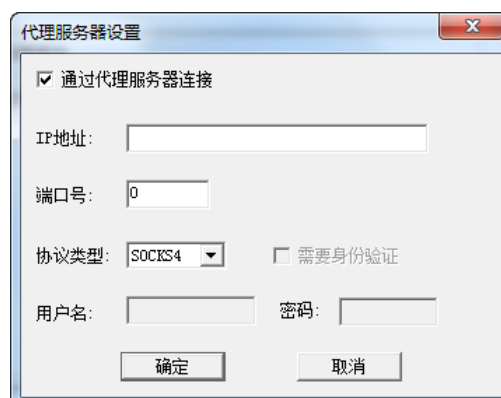 代理服务器设置
通过代理服务器连接
IP地址:
端口号: 0
协议类型: SOCKS4 需要身份验证
用户名: 密码:
确定 取消